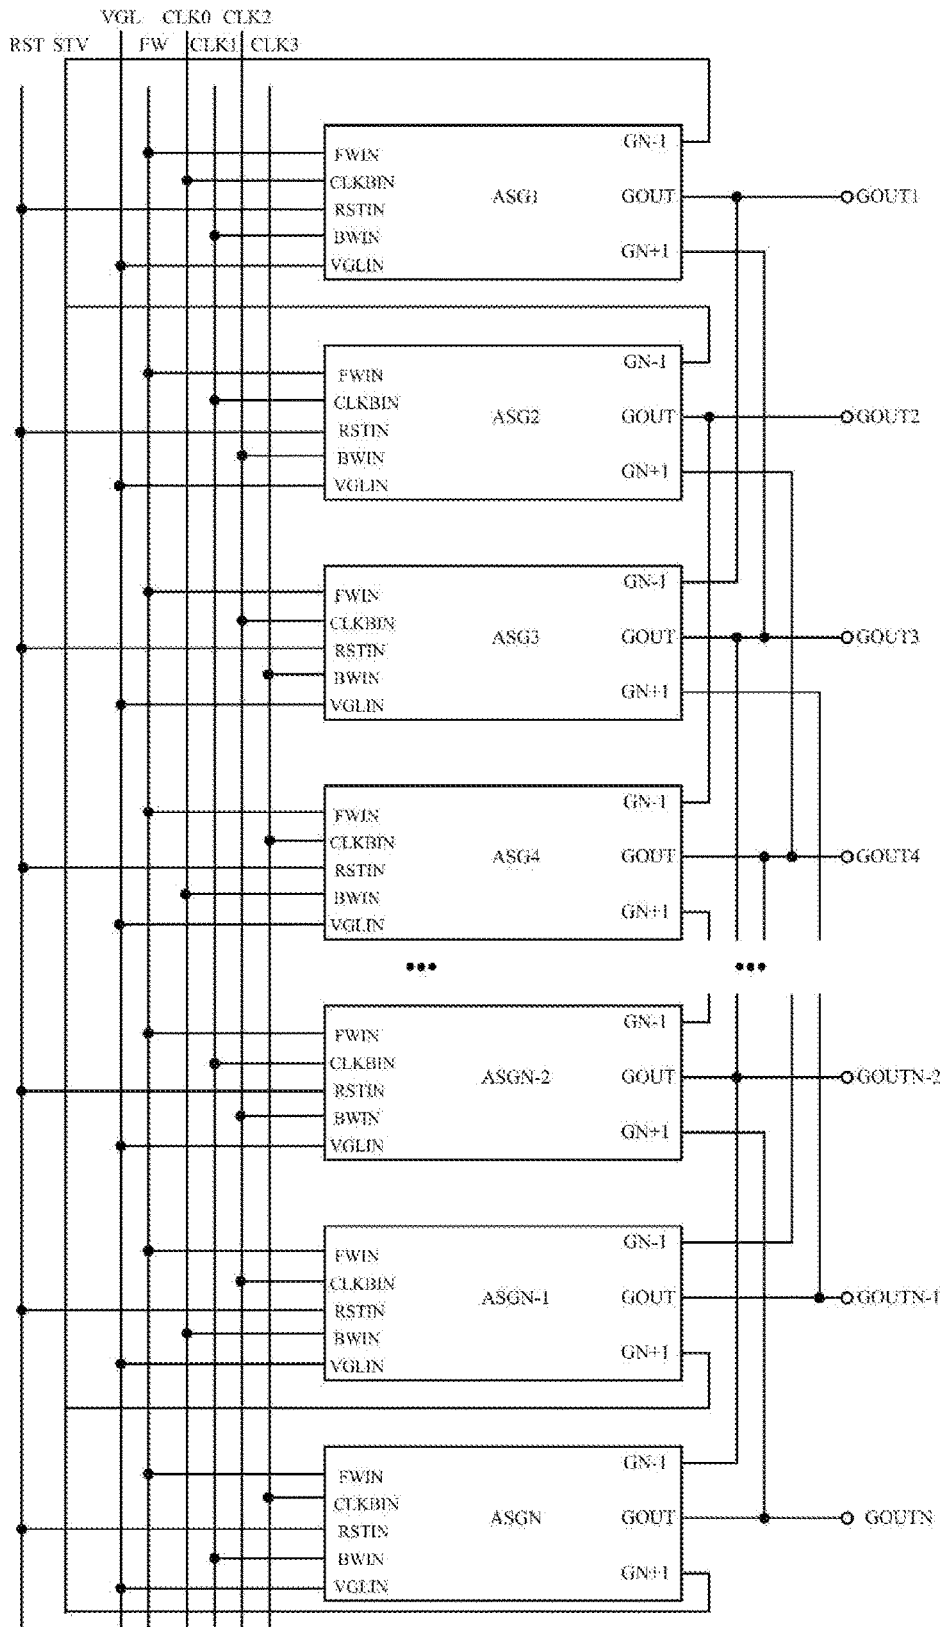 VGL CLK0 CLK2
RST STV FW CLK1 CLK3
GN-1
FWIN
CLKBIN
ASG1 GOUT GOUT1
RSTIN
BWIN
GN+1
VGLIN
GN-1
FWIN
CLKBIN
ASG2 GOUT GOUT2
RSTIN
BWIN
GN+1
VGLIN
GN-1
FWIN
CLKBIN
ASG3 GOUT GOUT3
RSTIN
BWIN
GN+1
VGLIN
GN-1
FWIN
CLKBIN
ASG4 GOUT GOUT4
RSTIN
BWIN
GN+1
VGLIN
••• •••
GN-1
FWIN
CLKBIN
ASGN-2 GOUT GOUTN-2
RSTIN
BWIN
GN+1
VGLIN
GN-1
FWIN
CLKBIN
ASGN-1 GOUT GOUTN-1
RSTIN
BWIN
GN+1
VGLIN
GN-1
FWIN
CLKBIN
ASGN GOUT GOUTN
RSTIN
BWIN
GN+1
VGLIN